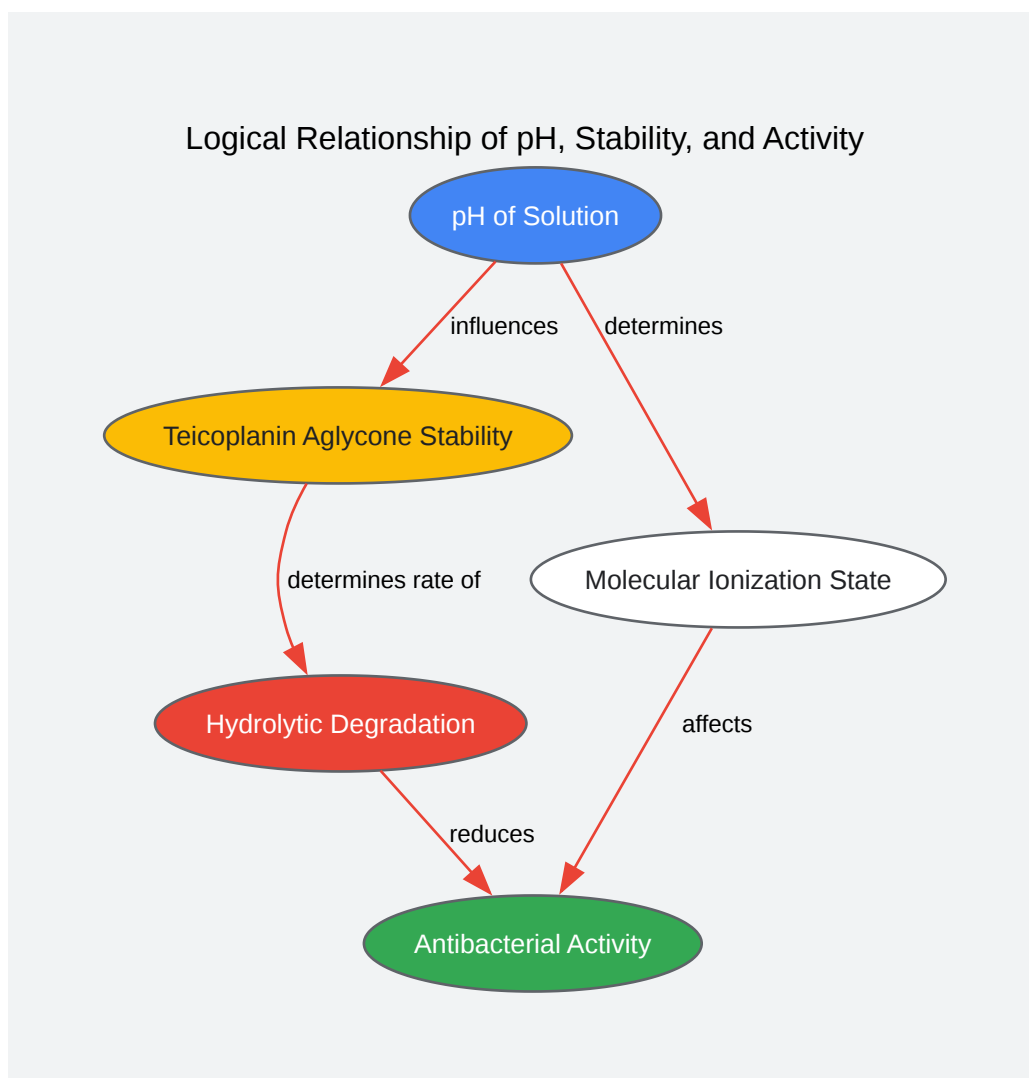 Logical Relationship of pH, Stability, and Activity
pH of Solution
influences
determines
Teicoplanin Aglycone Stability
determines rate of
Molecular Ionization State
Hydrolytic Degradation
affects
reduces
Antibacterial Activity